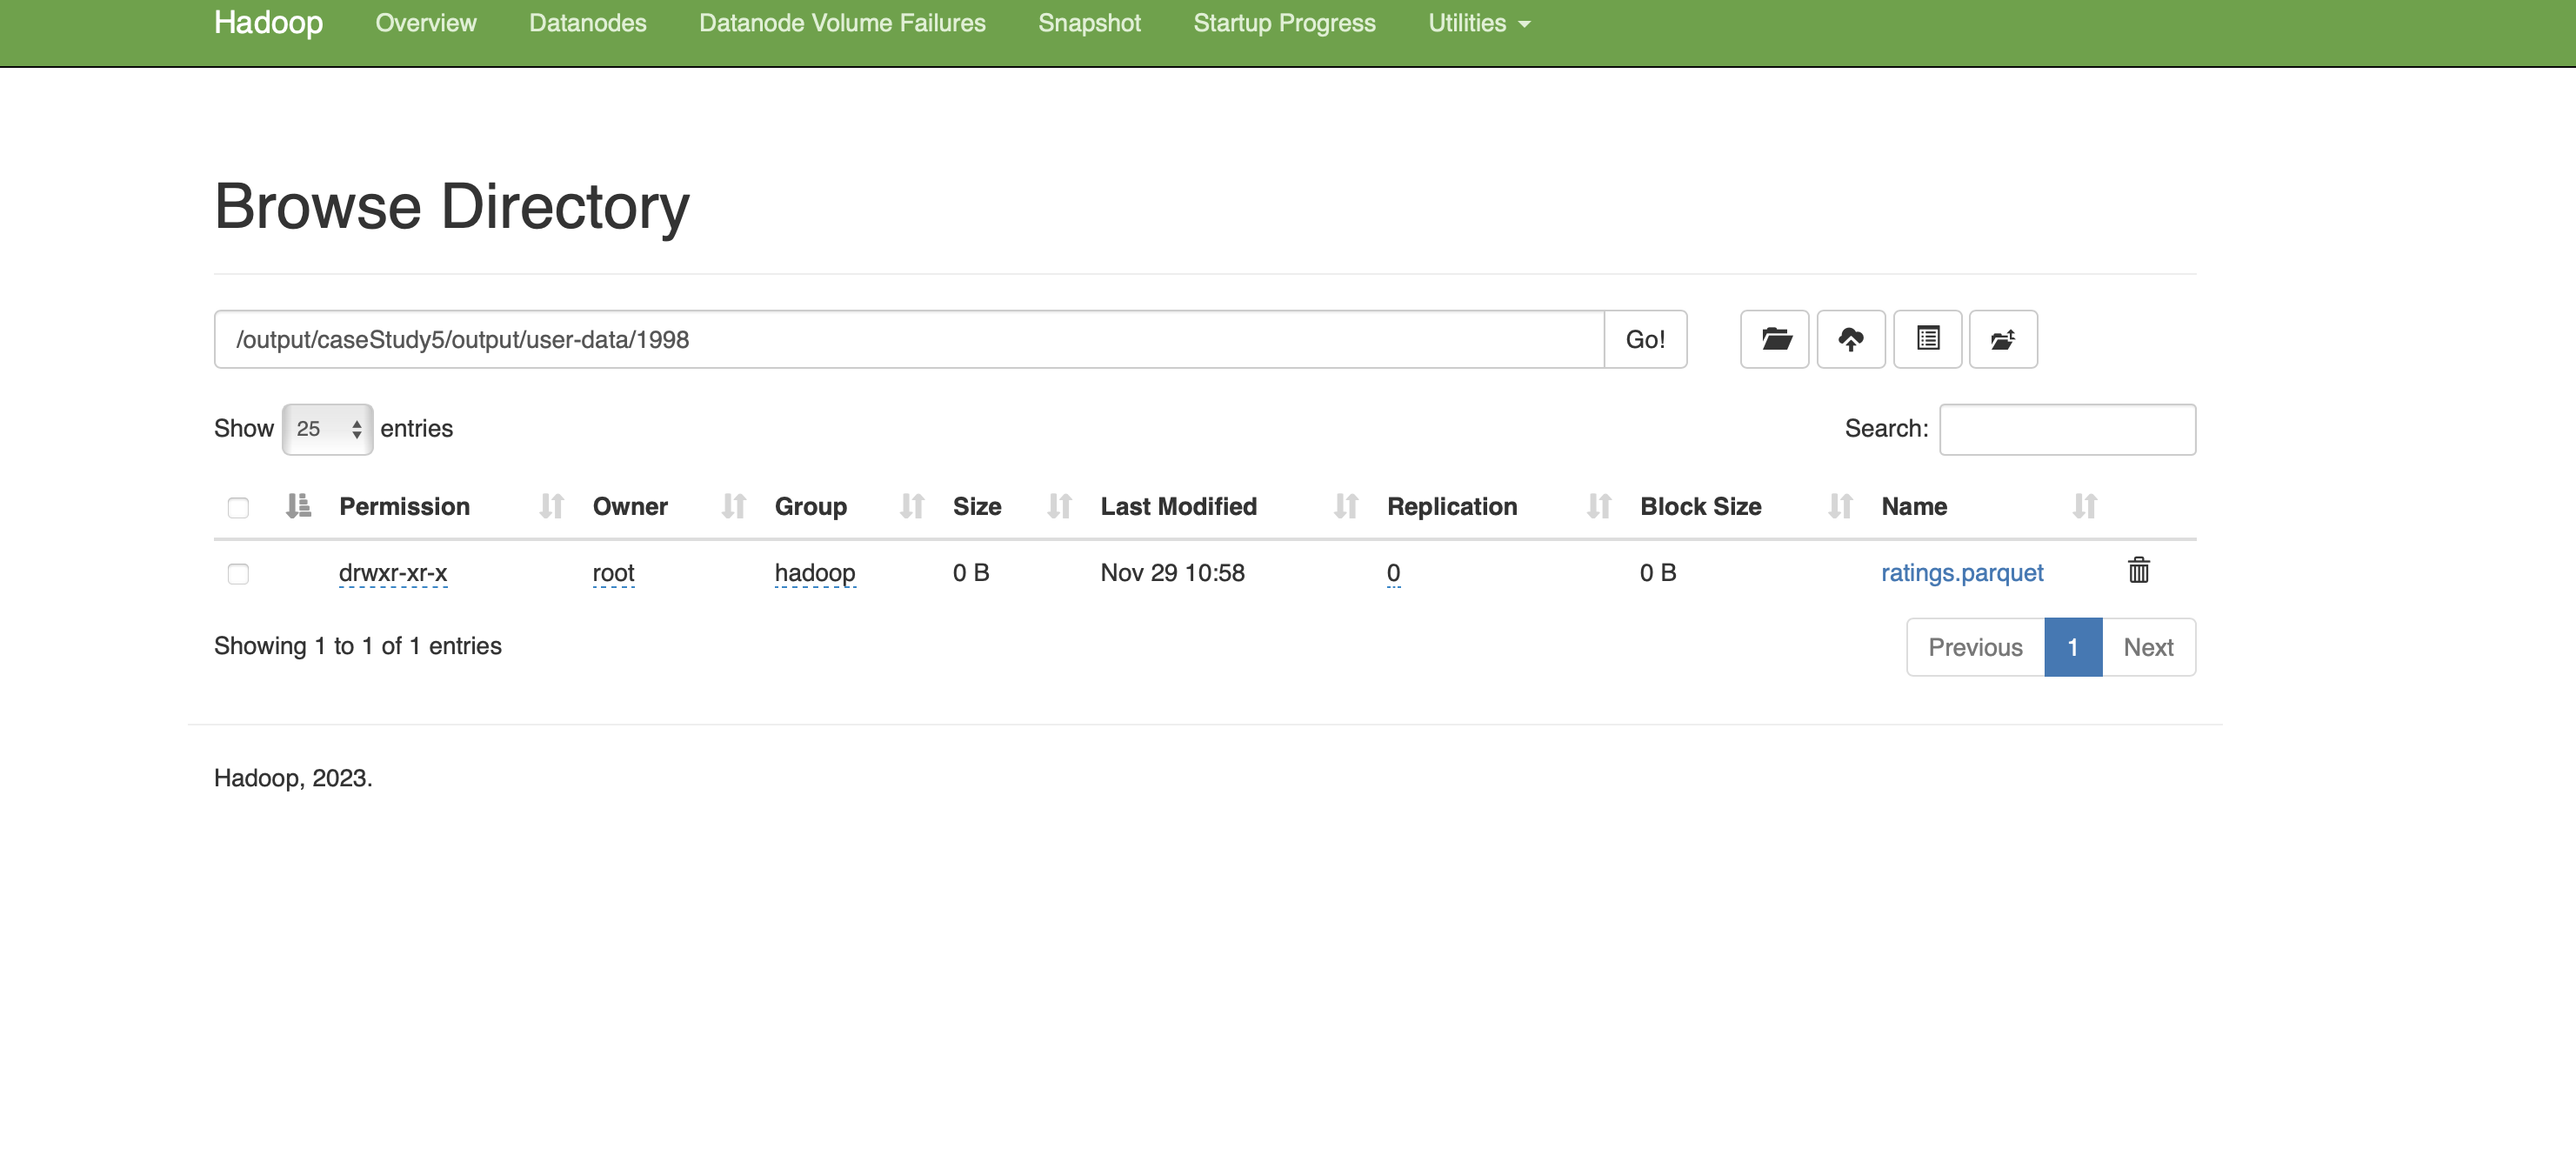 Hadoop Overview Datanodes Datanode Volume Failures Snapshot Startup Progress Utilities
Browse Directory
/output/caseStudy5/output/user-data/1998 Go!
Show 25 entries Search:
Permission Owner Group Size Last Modified Replication Block Size Name
drwxr-xr-x root hadoop 0 B Nov 29 10:58 0 0 B ratings.parquet
Showing 1 to 1 of 1 entries Previous 1 Next
Hadoop, 2023.